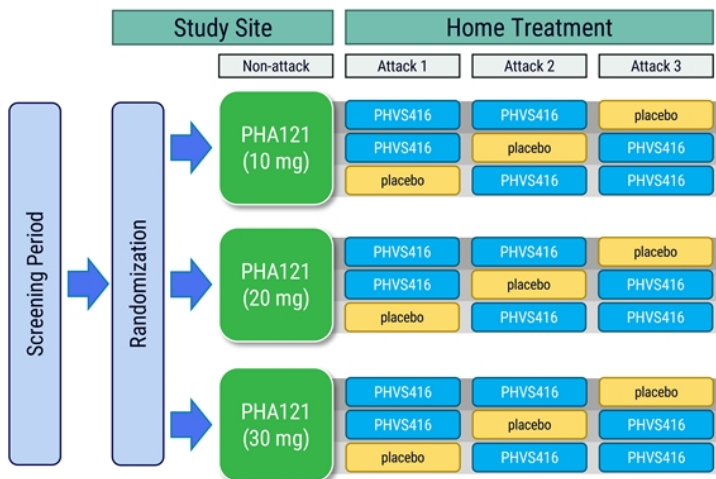 Study Site
Home Treatment
Non-attack
Attack 1
Attack 2
Attack 3
Screening Period
Randomization
PHA121
(10 mg)
PHVS416
PHVS416
placebo
PHVS416
placebo
PHVS416
placebo
PHVS416
PHVS416
PHA121
(20 mg)
PHVS416
PHVS416
placebo
PHVS416
placebo
PHVS416
placebo
PHVS416
PHVS416
PHA121
(30 mg)
PHVS416
PHVS416
placebo
PHVS416
placebo
PHVS416
placebo
PHVS416
PHVS416